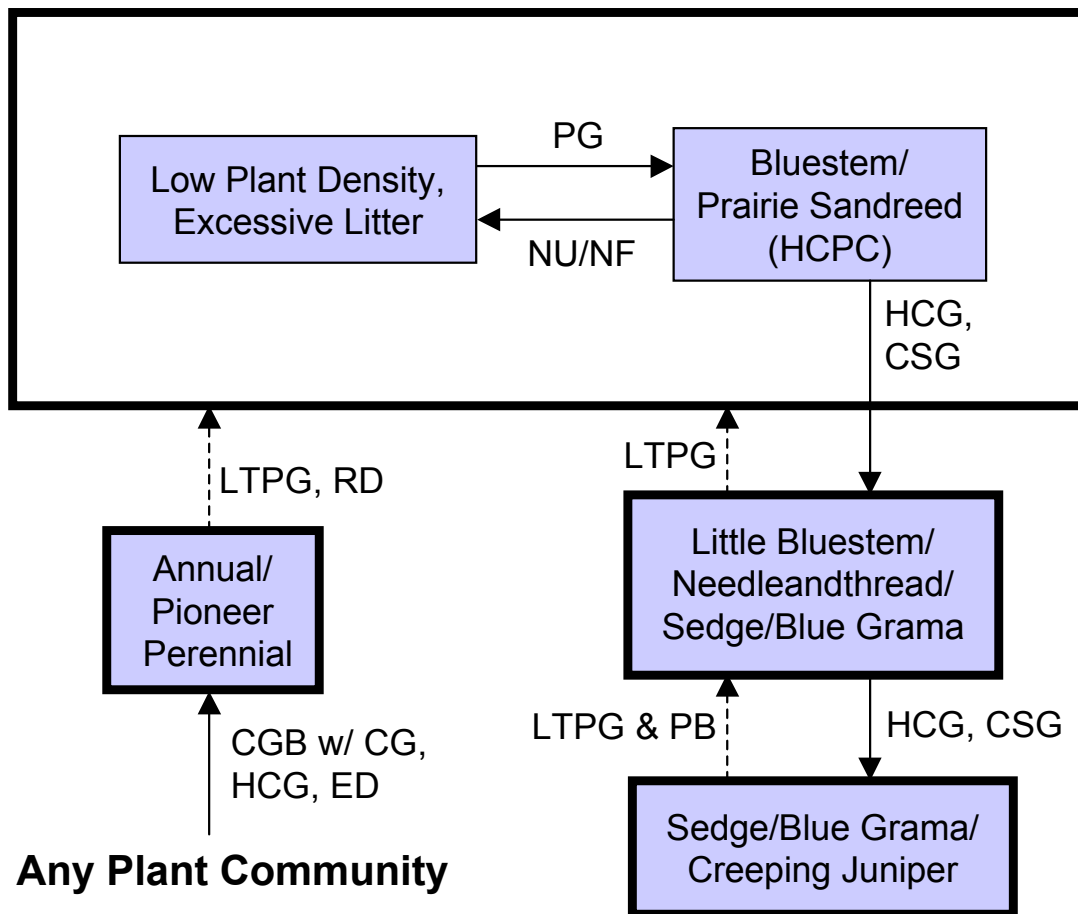 Low Plant Density,
Excessive Litter
PG
NU/NF
Bluestem/
Prairie Sandreed
(HCPC)
HCG,
CSG
LTPG, RD
LTPG
Annual/
Pioneer
Perennial
Little Bluestem/
Needleandthread/
Sedge/Blue Grama
CGB w/ CG,
HCG, ED
LTPG & PB
HCG, CSG
Any Plant Community
Sedge/Blue Grama/
Creeping Juniper